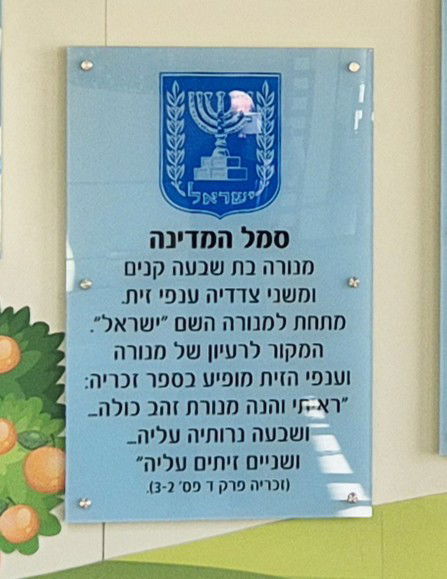 ישראל
סמל המדינה
מנורה בת שבעה קנים
ומשני צדדיה ענפי זית.
מתחת למנורה השם "ישראל".
המקור לרעיון של מנורה
וענפי הזית מופיע בספר זכריה:
"ראיתי והנה מנורת זהב כולה...
ושבעה נרותיה עליה...
ושניים זיתים עליה"
(זכריה פרק ד פס' 3-2).